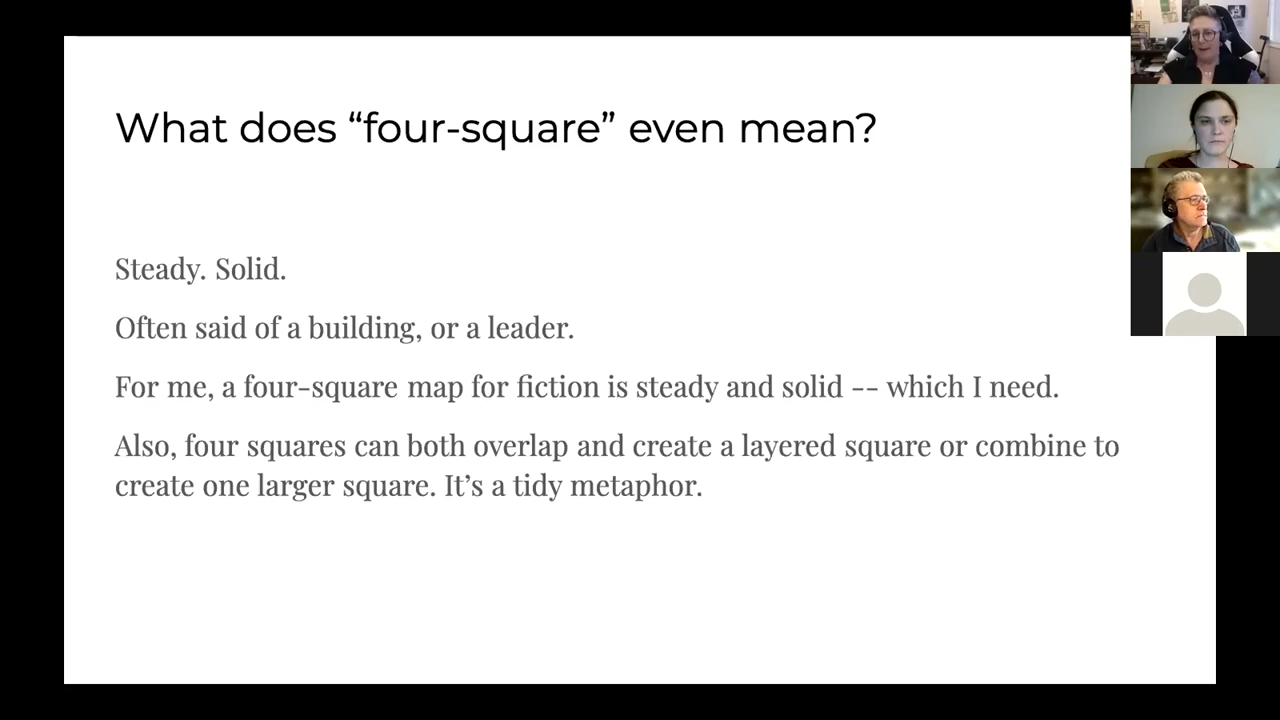 What does “four-square” even mean?
Steady. Solid.
Often said of a building, or a leader.
For me, a four-square map for fiction is steady and solid -- which I need.
Also, four squares can both overlap and create a layered square or combine to
create one larger square. It’s a tidy metaphor.